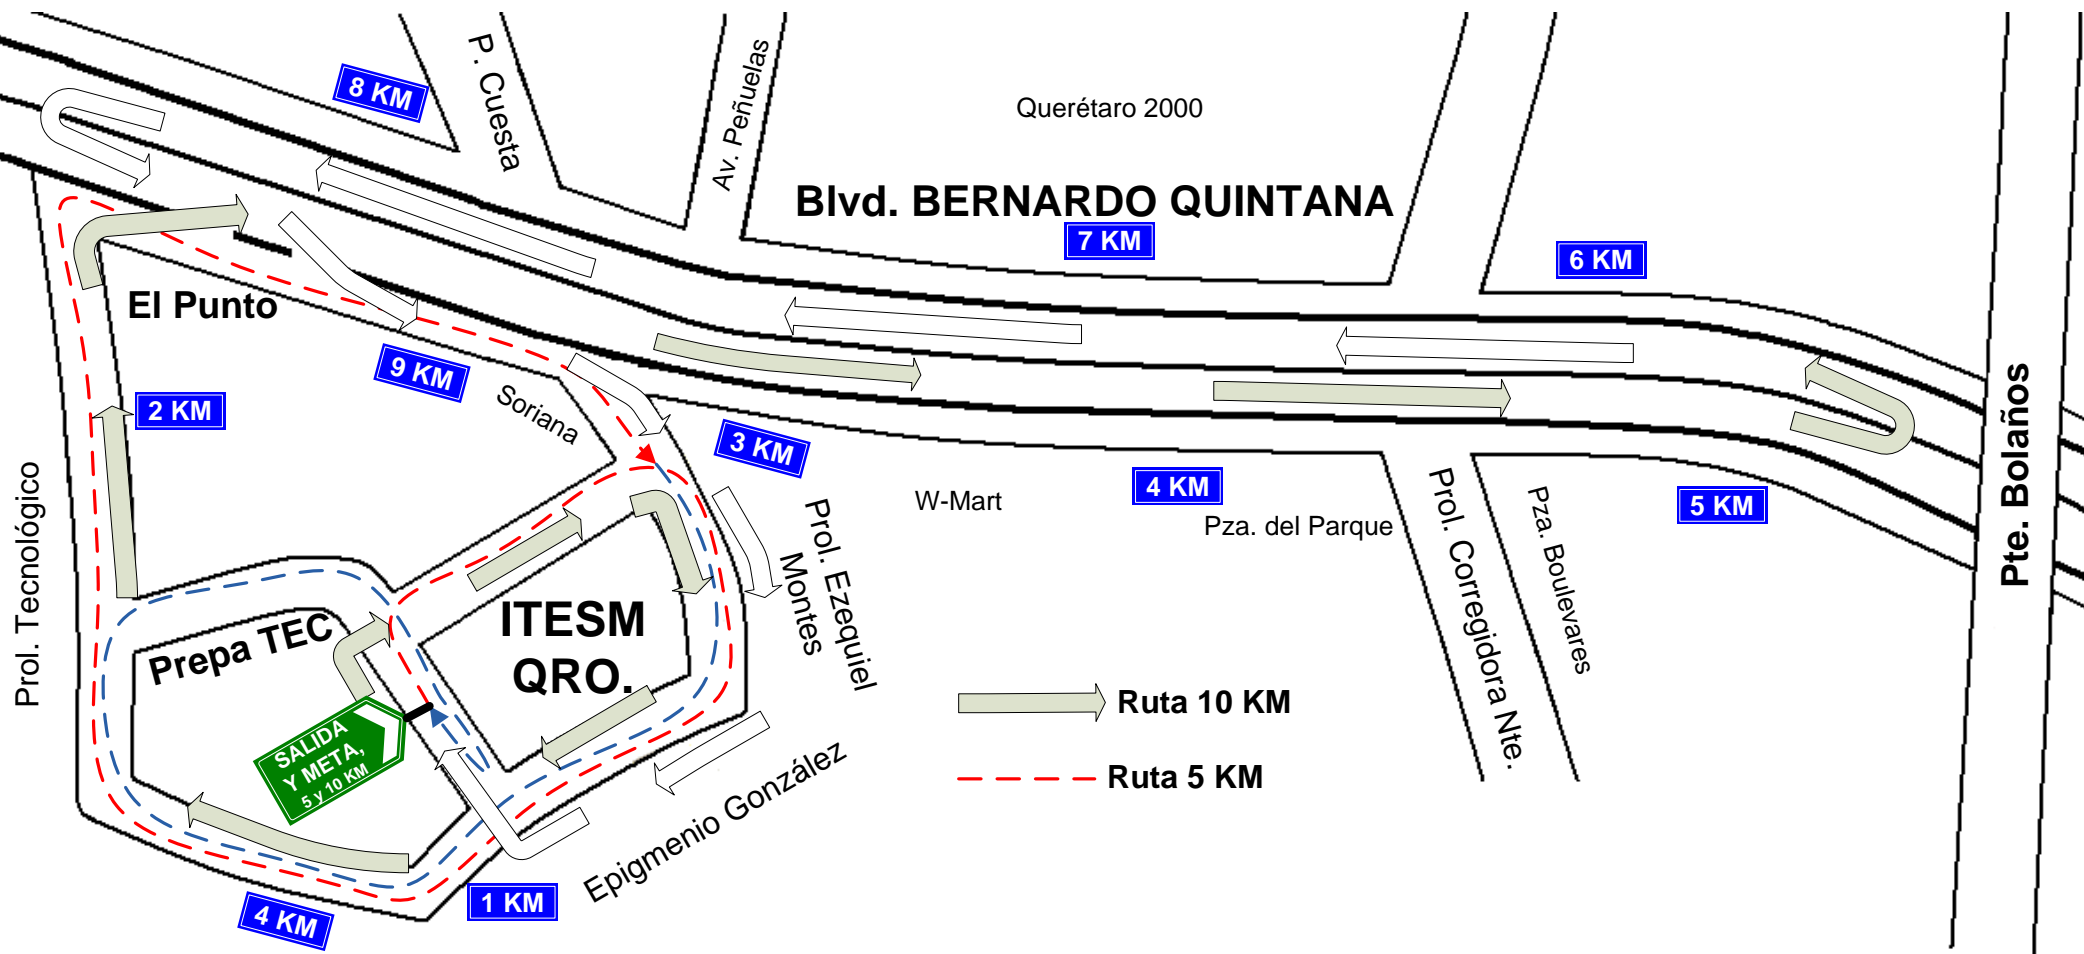 8 KM
P. Cuesta
Av. Peñuelas
Querétaro 2000
Blvd. BERNARDO QUINTANA
7 KM
6 KM
El Punto
9 KM
2 KM
Soriana
3 KM
W-Mart
4 KM
Pza. del Parque
Prol. Corregidora Nte.
Pza. Boulevares
5 KM
Pte. Bolaños
Prol. Tecnológico
Prol. Ezequiel
Montes
ITESM
QRO.
Prepa TEC
SALIDA
Y META,
5 y 10 KM
Ruta 10 KM
Ruta 5 KM
Epigmenio González
1 KM
4 KM